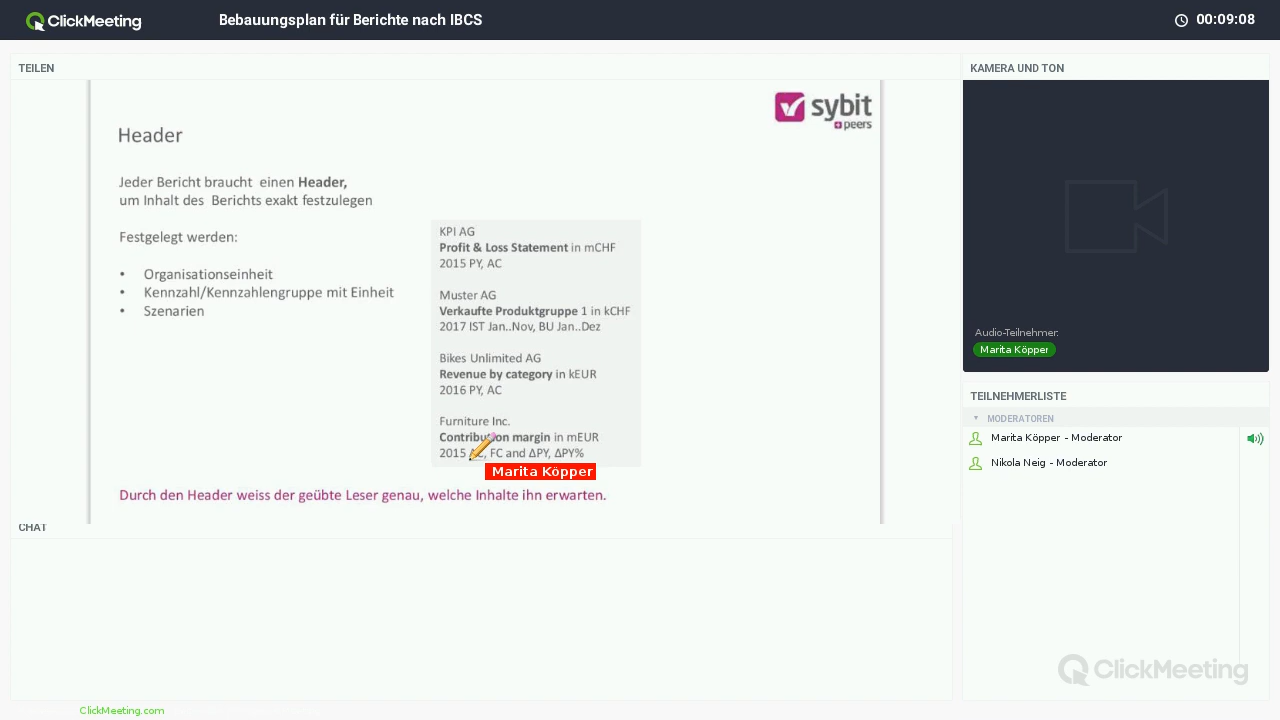 ClickMeeting
Bebauungsplan für Berichte nach IBCS
00:09:08
TEILEN
sybit
peers
Header
Jeder Bericht braucht einen Header,
um Inhalt des Berichts exakt festzulegen
Festgelegt werden:
• Organisationseinheit
• Kennzahl/Kennzahlengruppe mit Einheit
• Szenarien
KPI AG
Profit & Loss Statement in mCHF
2015 PY, AC
Muster AG
Verkaufte Produktgruppe 1 in kCHF
2017 IST Jan..Nov, BU Jan..Dez
Bikes Unlimited AG
Revenue by category in kEUR
2016 PY, AC
Furniture Inc.
Contribution margin in mEUR
2015 FC and ΔPY, ΔPY%
Marita Köpper
Durch den Header weiss der geübte Leser genau, welche Inhalte ihn erwarten.
CHAT
KAMERA UND TON
Audio-Teilnehmer:
Marita Köpper
TEILNEHMERLISTE
MODERATOREN
Marita Köpper - Moderator
Nikola Neig - Moderator
ClickMeeting
ClickMeeting.com